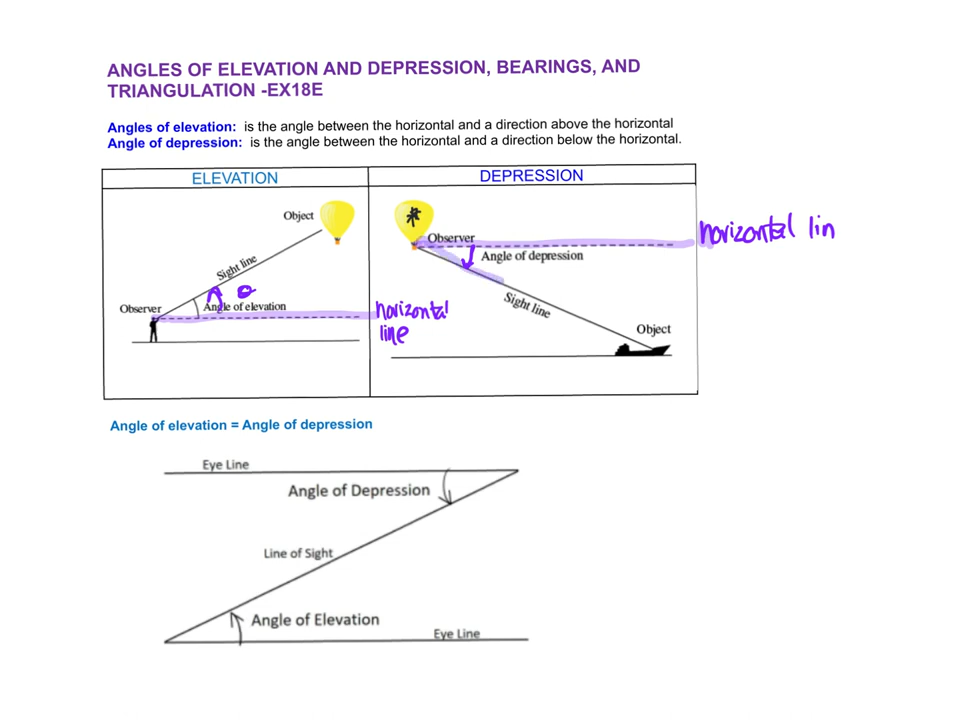 ANGLES OF ELEVATION AND DEPRESSION, BEARINGS, AND
TRIANGULATION -EX18E
Angles of elevation: is the angle between the horizontal and a direction above the horizontal
Angle of depression: is the angle between the horizontal and a direction below the horizontal.
ELEVATION
Object
Sight line
Observer
Angle of elevation
θ
horizontal
line
DEPRESSION
Observer
Angle of depression
Sight line
Object
horizontal lin
Angle of elevation = Angle of depression
Eye Line
Angle of Depression
Line of Sight
Angle of Elevation
Eye Line